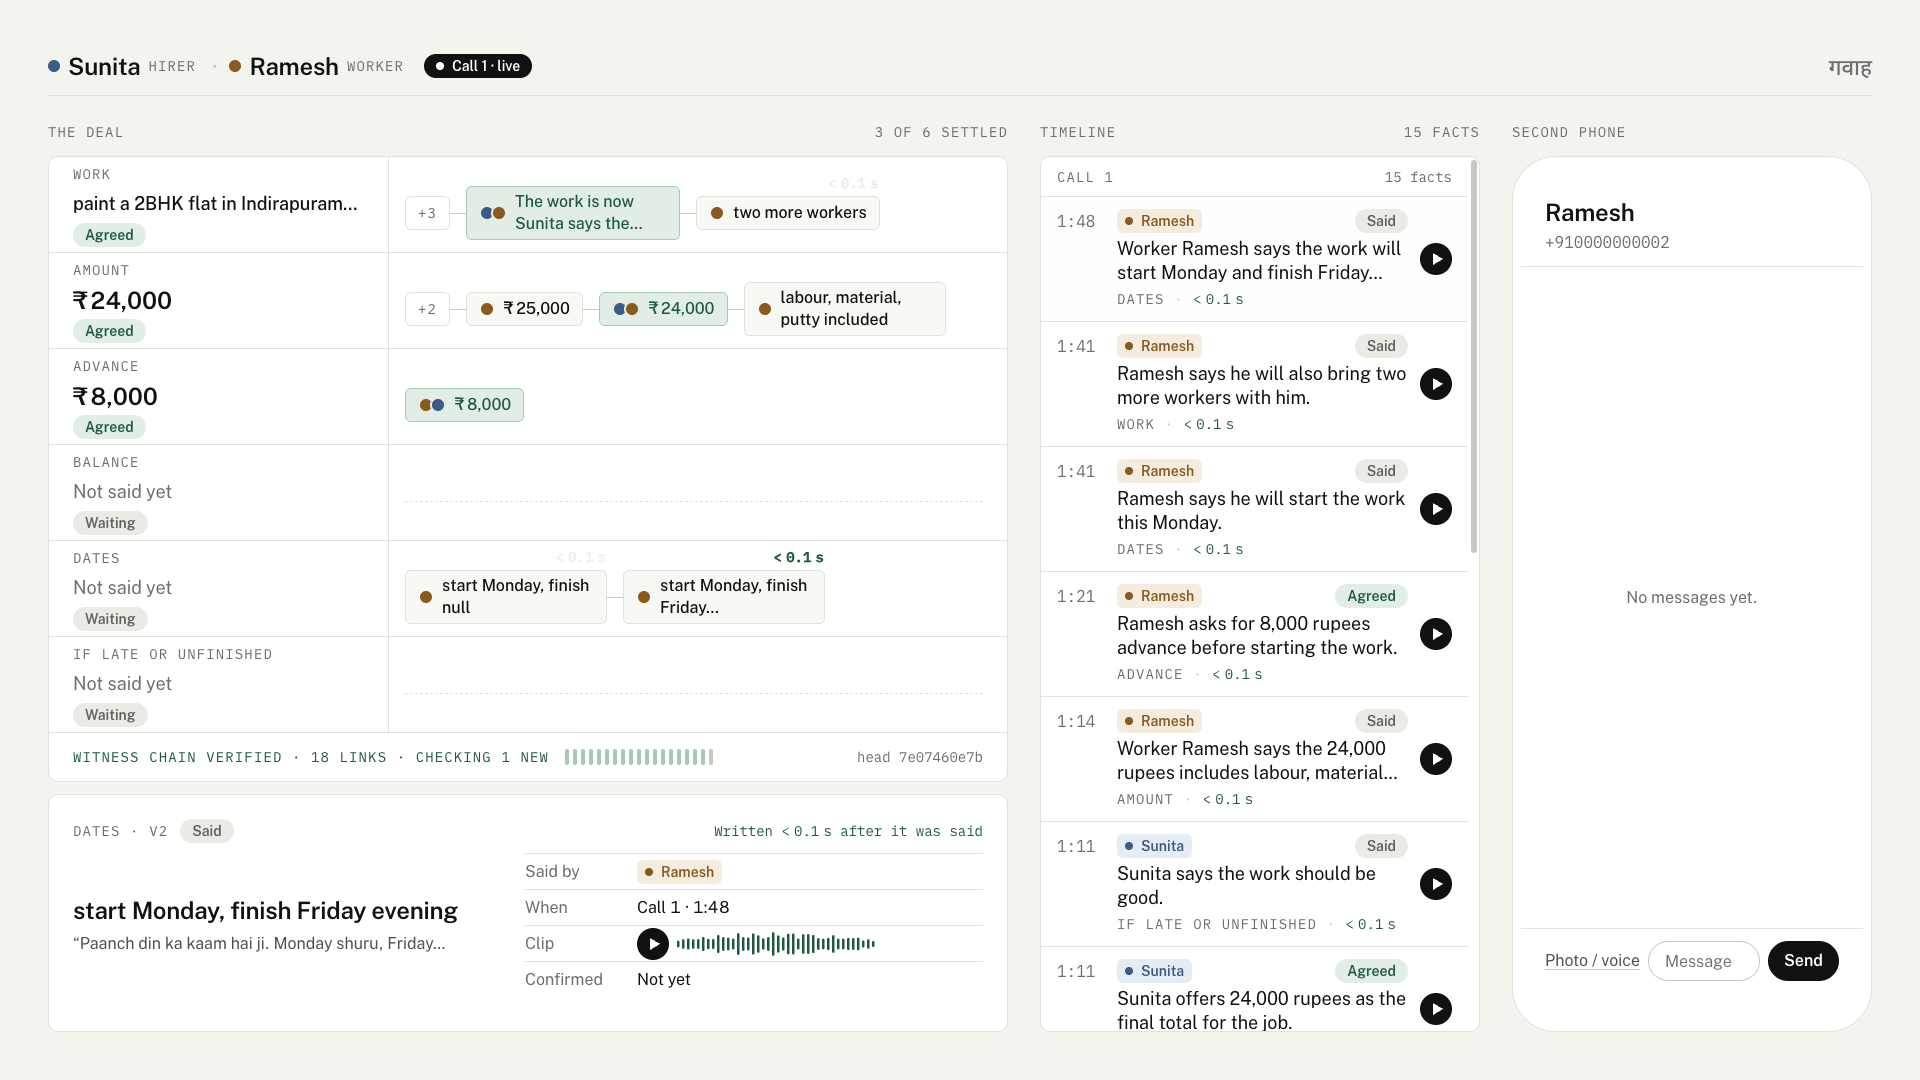 Sunita HIRER · Ramesh WORKER Call 1 · live
गवाह
THE DEAL 3 OF 6 SETTLED
WORK
paint a 2BHK flat in Indirapuram…
Agreed
+3
The work is now
Sunita says the…
two more workers
< 0.1 s
AMOUNT
₹24,000
Agreed
+2
₹25,000
₹24,000
labour, material,
putty included
ADVANCE
₹8,000
Agreed
₹8,000
BALANCE
Not said yet
Waiting
DATES
Not said yet
Waiting
< 0.1 s
start Monday, finish
null
< 0.1 s
start Monday, finish
Friday…
IF LATE OR UNFINISHED
Not said yet
Waiting
WITNESS CHAIN VERIFIED · 18 LINKS · CHECKING 1 NEW
head 7e07460e7b
DATES · V2 Said
Written < 0.1 s after it was said
start Monday, finish Friday evening
“Paanch din ka kaam hai ji. Monday shuru, Friday…
Said by Ramesh
When Call 1 · 1:48
Clip
Confirmed Not yet
TIMELINE 15 FACTS
CALL 1 15 facts
1:48 Ramesh Said
Worker Ramesh says the work will
start Monday and finish Friday…
DATES · < 0.1 s
1:41 Ramesh Said
Ramesh says he will also bring two
more workers with him.
WORK · < 0.1 s
1:41 Ramesh Said
Ramesh says he will start the work
this Monday.
DATES · < 0.1 s
1:21 Ramesh Agreed
Ramesh asks for 8,000 rupees
advance before starting the work.
ADVANCE · < 0.1 s
1:14 Ramesh Said
Worker Ramesh says the 24,000
rupees includes labour, material…
AMOUNT · < 0.1 s
1:11 Sunita Said
Sunita says the work should be
good.
IF LATE OR UNFINISHED · < 0.1 s
1:11 Sunita Agreed
Sunita offers 24,000 rupees as the
final total for the job.
SECOND PHONE
Ramesh
+910000000002
No messages yet.
Photo / voice Message Send